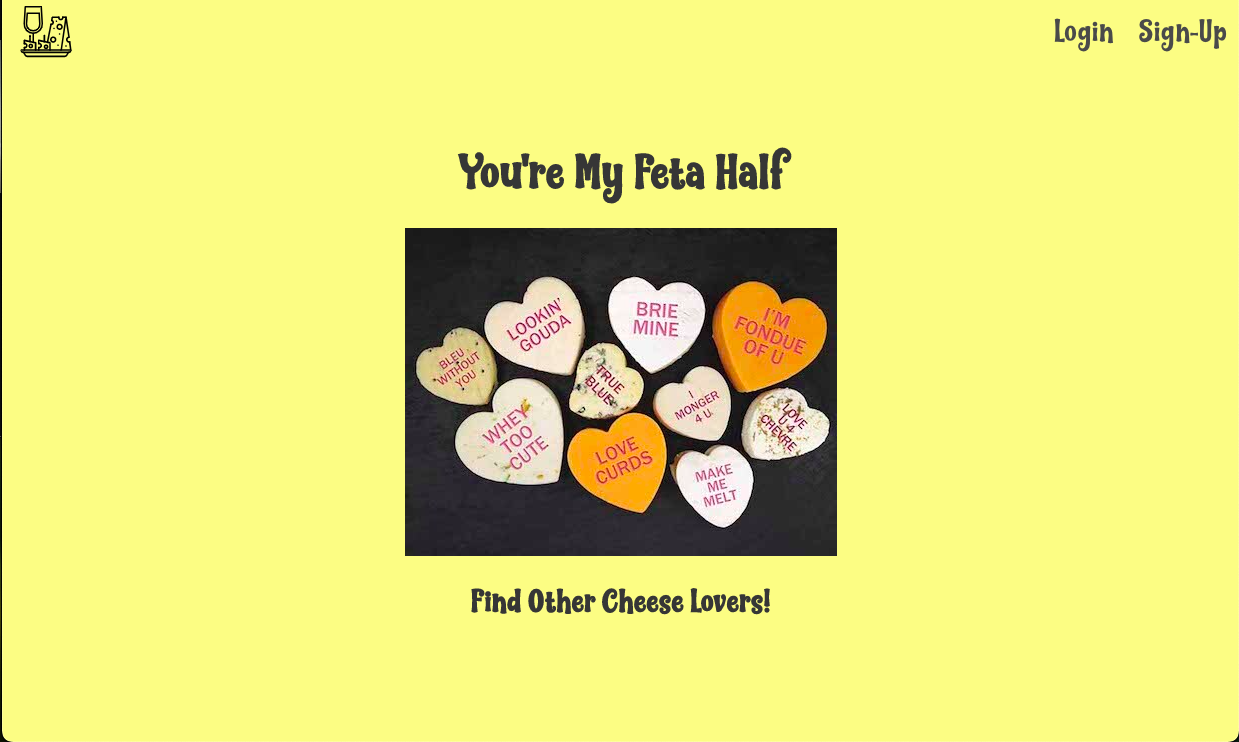 Login Sign-Up
You're My Feta Half
LOOKIN'
GOUDA
BRIE
MINE
I'M
FONDUE
OF U
BLEU
WITHOUT
YOU
TRUE
BLUE
I
MONGER
4 U.
WHEY
TOO
CUTE
LOVE
CURDS
LOVE
U 4
CHEVRE
MAKE
ME
MELT
Find Other Cheese Lovers!